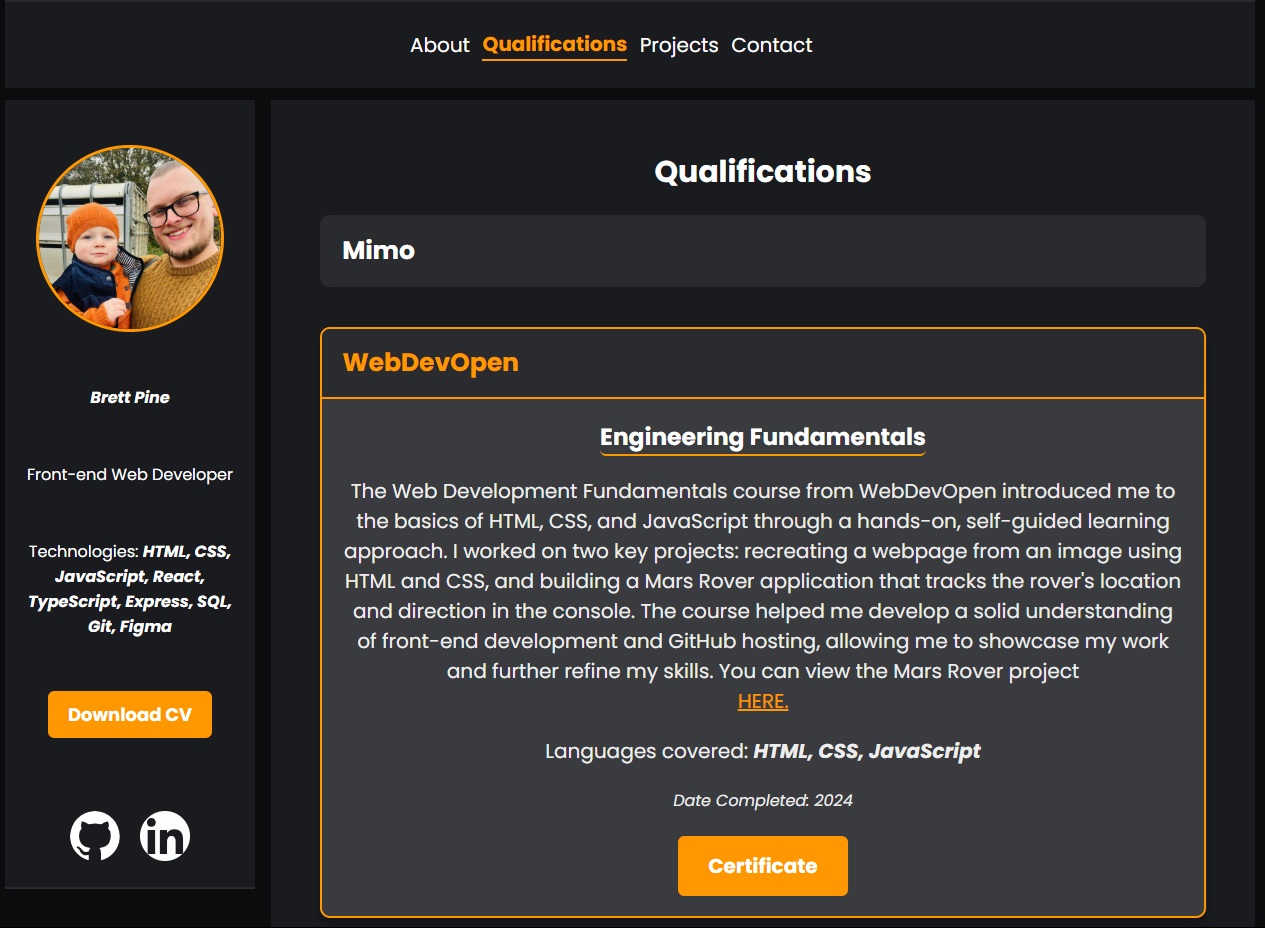 About Qualifications Projects Contact
Brett Pine
Front-end Web Developer
Technologies: HTML, CSS,
JavaScript, React,
TypeScript, Express, SQL,
Git, Figma
Download CV
in
Qualifications
Mimo
WebDevOpen
Engineering Fundamentals
The Web Development Fundamentals course from WebDevOpen introduced me to
the basics of HTML, CSS, and JavaScript through a hands-on, self-guided learning
approach. I worked on two key projects: recreating a webpage from an image using
HTML and CSS, and building a Mars Rover application that tracks the rover's location
and direction in the console. The course helped me develop a solid understanding
of front-end development and GitHub hosting, allowing me to showcase my work
and further refine my skills. You can view the Mars Rover project
HERE.
Languages covered: HTML, CSS, JavaScript
Date Completed: 2024
Certificate